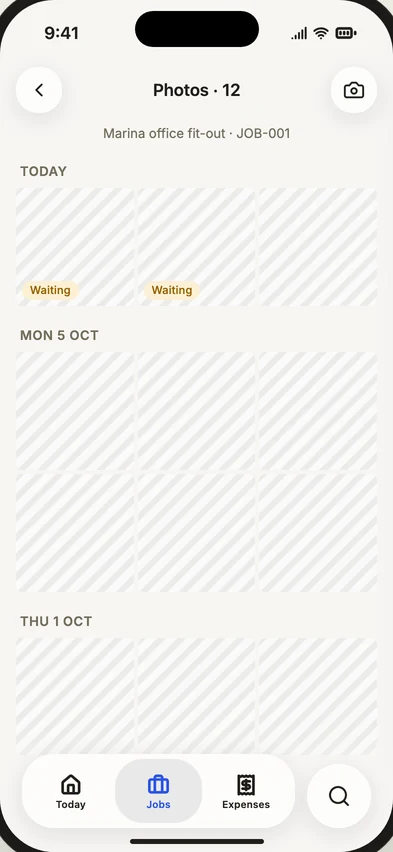 9:41
Photos · 12
Marina office fit-out · JOB-001
TODAY
Waiting
Waiting
MON 5 OCT
THU 1 OCT
Today
Jobs
Expenses